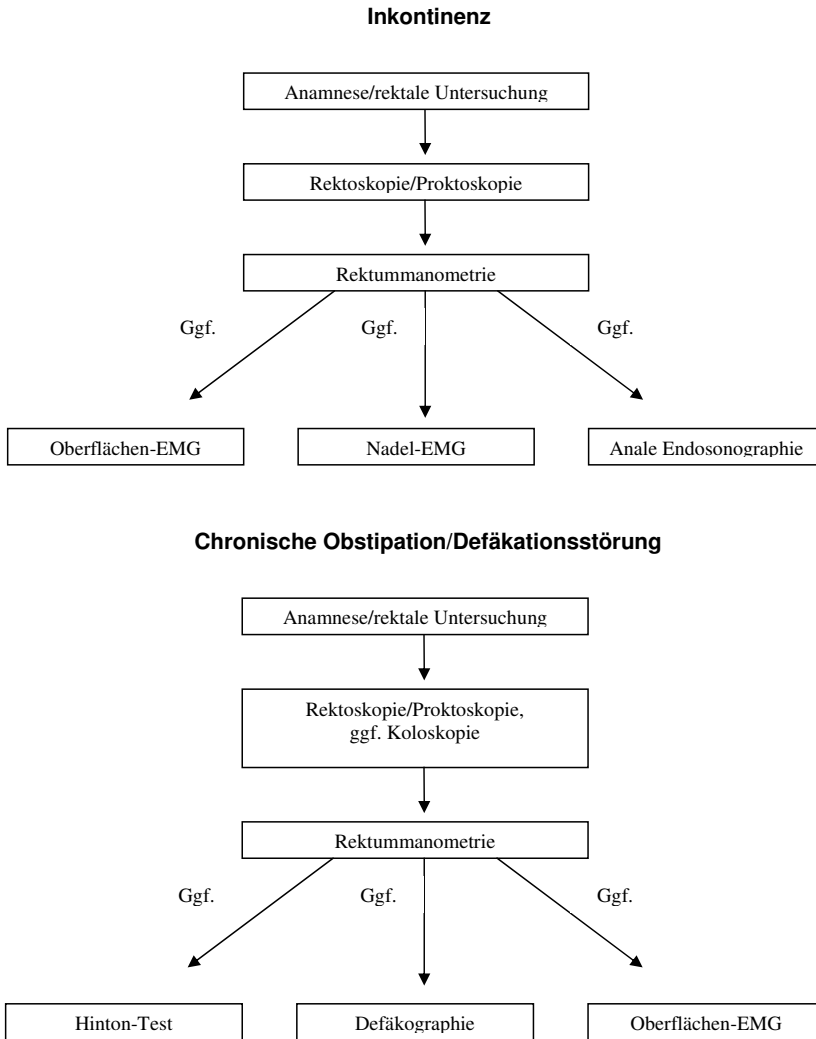 Inkontinenz
Anamnese/rektale Untersuchung
Rektoskopie/Proktoskopie
Rektummanometrie
Ggf.
Ggf.
Ggf.
Oberflächen-EMG
Nadel-EMG
Anale Endosonographie
Chronische Obstipation/Defäkationsstörung
Anamnese/rektale Untersuchung
Rektoskopie/Proktoskopie,
ggf. Koloskopie
Rektummanometrie
Ggf.
Ggf.
Ggf.
Hinton-Test
Defäkographie
Oberflächen-EMG